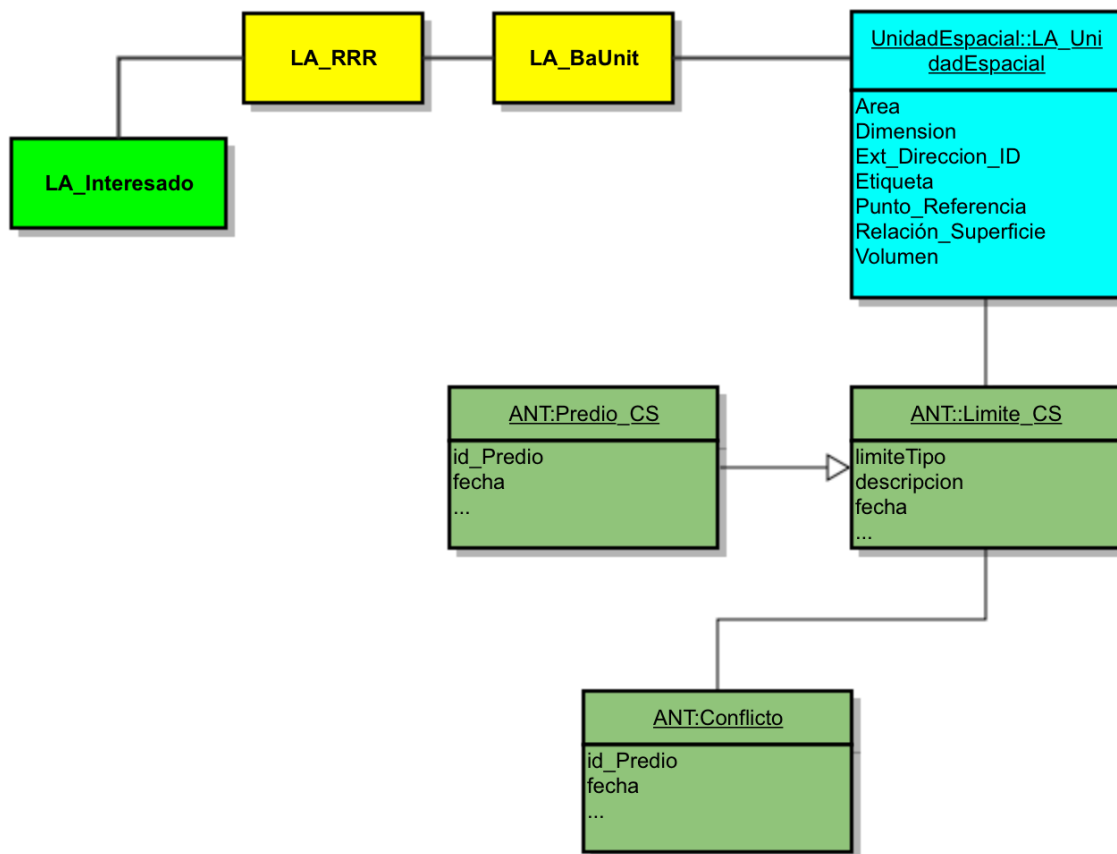 LA_RRR
LA_BaUnit
UnidadEspacial::LA_Uni
dadEspacial
Area
Dimension
Ext_Direccion_ID
Etiqueta
Punto_Referencia
Relación_Superficie
Volumen
LA_Interesado
ANT:Predio_CS
id_Predio
fecha
...
ANT::Limite_CS
limiteTipo
descripcion
fecha
...
ANT:Conflicto
id_Predio
fecha
...